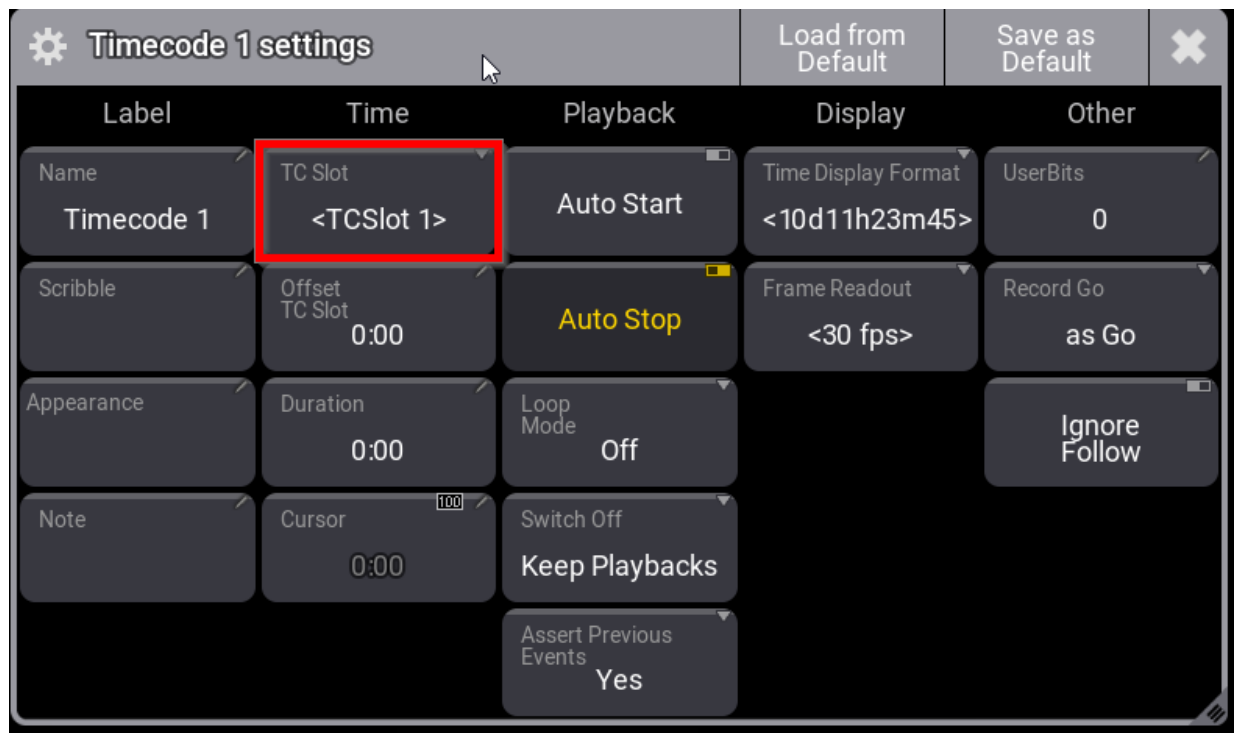 Timecode 1 settings
Load from
Default
Save as
Default
Label
Time
Playback
Display
Other
Name
Timecode 1
TC Slot
<TCSlot 1>
Auto Start
Time Display Format
<10d11h23m45>
UserBits
0
Scribble
Offset
TC Slot
0:00
Auto Stop
Frame Readout
<30 fps>
Record Go
as Go
Appearance
Duration
0:00
Loop
Mode
Off
Ignore
Follow
Note
Cursor
100
0:00
Switch Off
Keep Playbacks
Assert Previous
Events
Yes